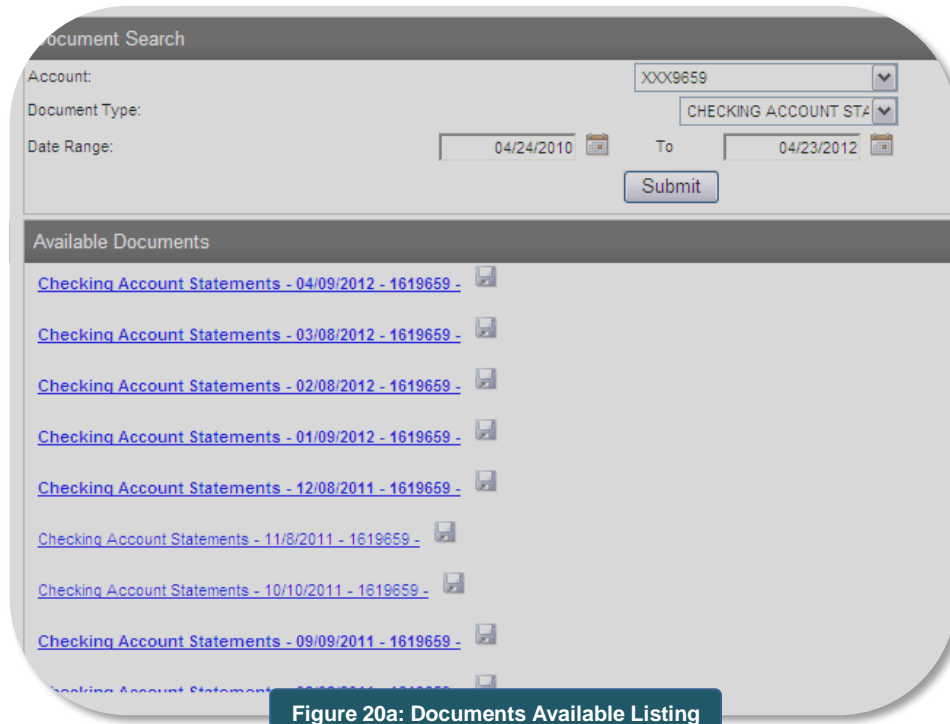 Document Search
Account: XXX9659
Document Type: CHECKING ACCOUNT STA
Date Range: 04/24/2010 To 04/23/2012
Submit
Available Documents
Checking Account Statements - 04/09/2012 - 1619659 -
Checking Account Statements - 03/08/2012 - 1619659 -
Checking Account Statements - 02/08/2012 - 1619659 -
Checking Account Statements - 01/09/2012 - 1619659 -
Checking Account Statements - 12/08/2011 - 1619659 -
Checking Account Statements - 11/8/2011 - 1619659 -
Checking Account Statements - 10/10/2011 - 1619659 -
Checking Account Statements - 09/09/2011 - 1619659 -
Checking Account
Figure 20a: Documents Available Listing